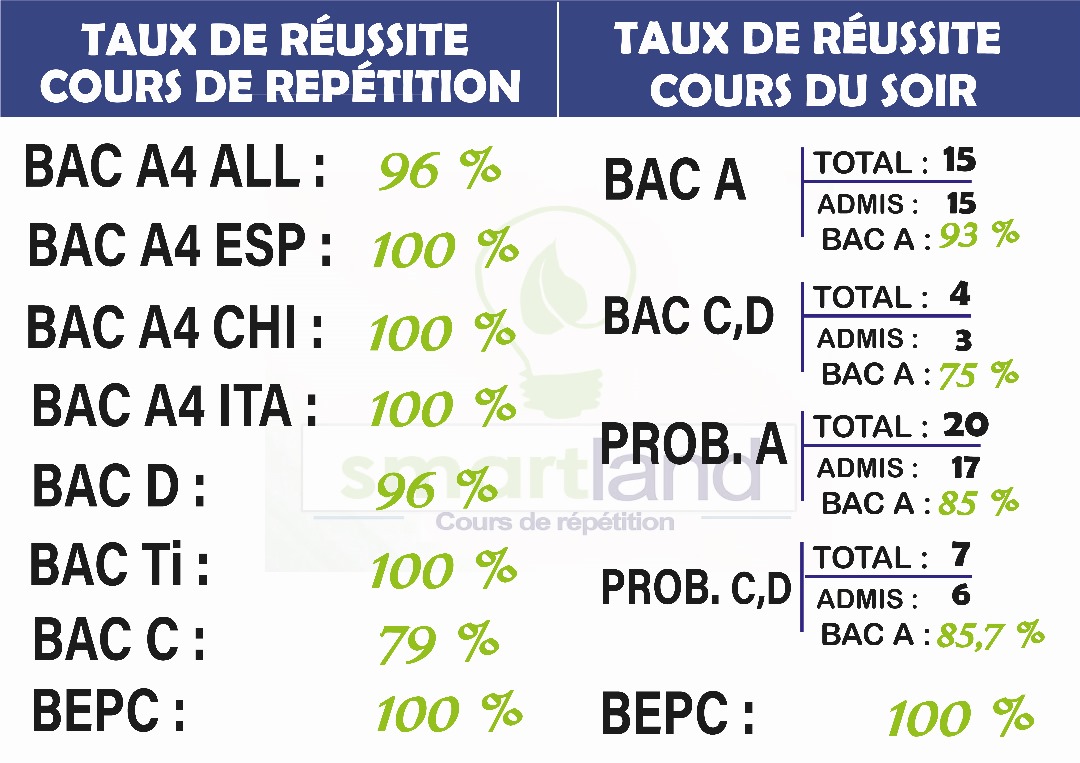 TAUX DE RÉUSSITE
COURS DE REPÉTITION
BAC A4 ALL : 96 %
BAC A4 ESP : 100 %
BAC A4 CHI : 100 %
BAC A4 ITA : 100 %
BAC D : 96 %
BAC Ti : 100 %
BAC C : 79 %
BEPC : 100 %
TAUX DE RÉUSSITE
COURS DU SOIR
BAC A
TOTAL : 15
ADMIS : 15
BAC A : 93 %
BAC C,D
TOTAL : 4
ADMIS : 3
BAC A : 75 %
PROB. A
TOTAL : 20
ADMIS : 17
BAC A : 85 %
PROB. C,D
TOTAL : 7
ADMIS : 6
BAC A : 85,7 %
BEPC : 100 %
smartland
Cours de répétition